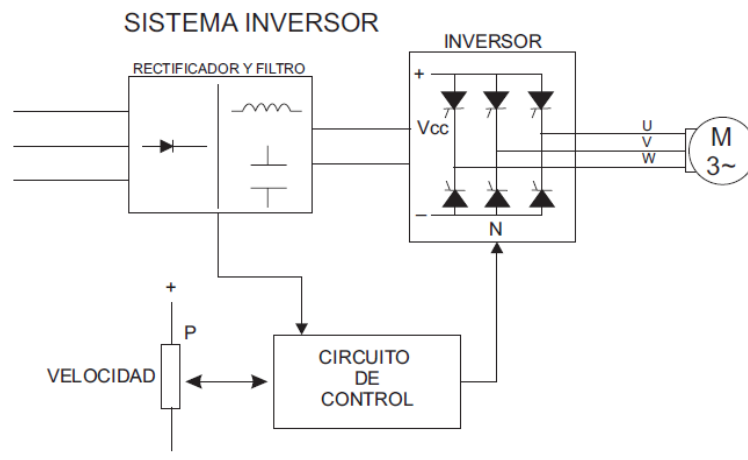 SISTEMA INVERSOR
RECTIFICADOR Y FILTRO
INVERSOR
+
Vcc
–
N
U
V
W
M
3~
+
P
VELOCIDAD
CIRCUITO
DE
CONTROL